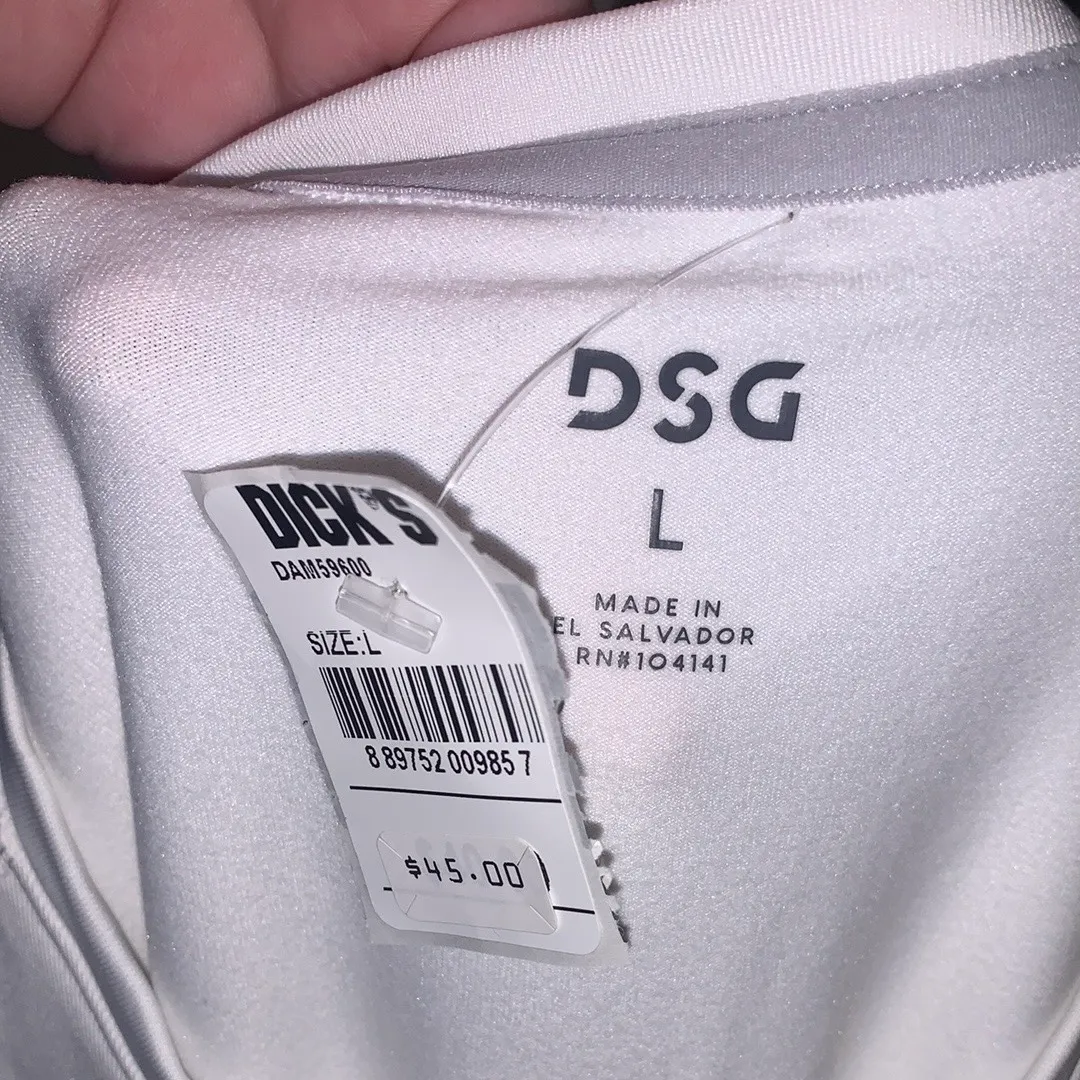 DSG
L
MADE IN
EL SALVADOR
RN#104141
DICK'S
DAM59600
SIZE:L
8 89752 00985 7
$45.00